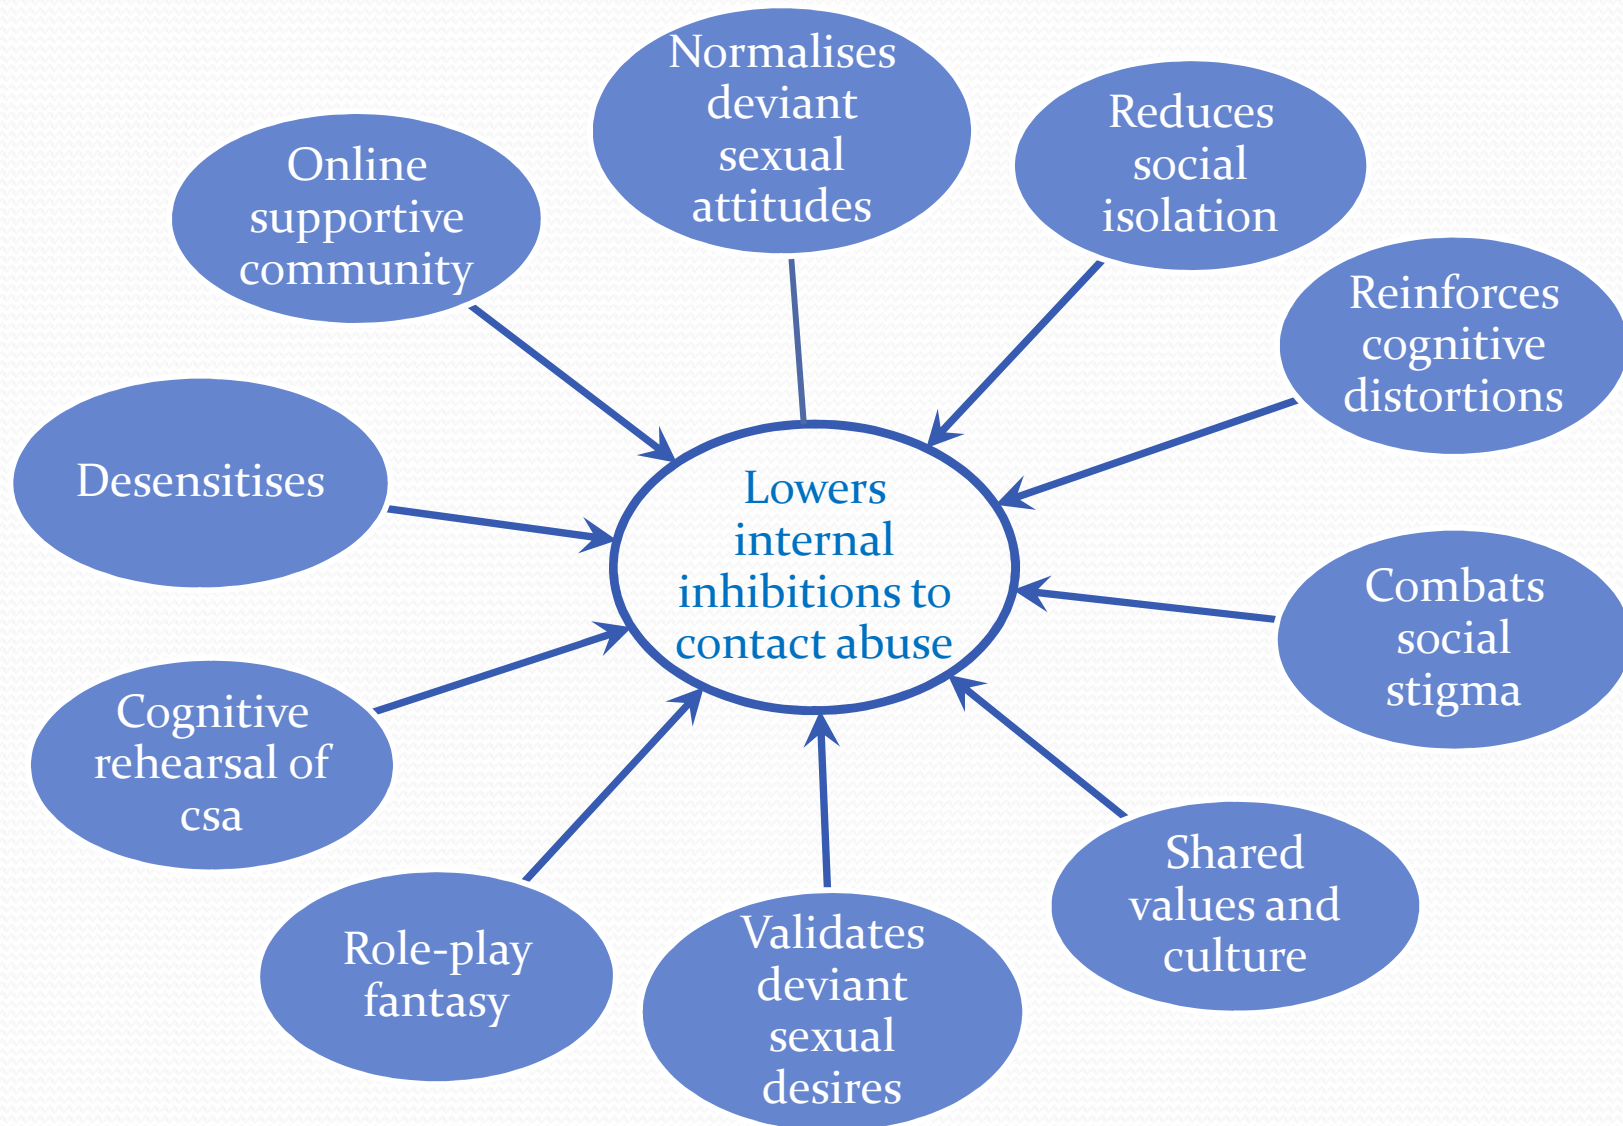 Normalises
deviant
sexual
attitudes
Reduces
social
isolation
Online
supportive
community
Reinforces
cognitive
distortions
Desensitises
Lowers
internal
inhibitions to
contact abuse
Combats
social
stigma
Cognitive
rehearsal of
csa
Shared
values and
culture
Role-play
fantasy
Validates
deviant
sexual
desires